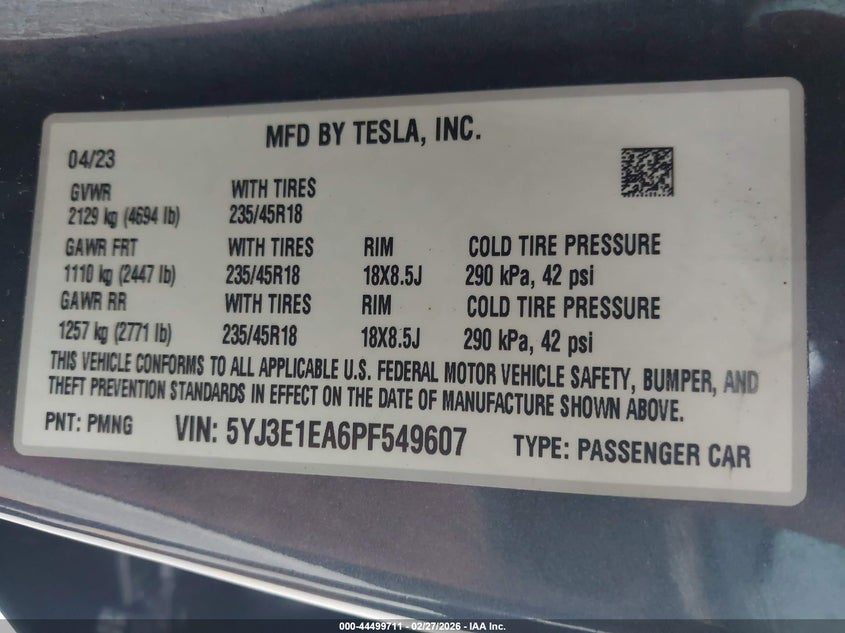 MFD BY TESLA, INC.
04/23
GVWR WITH TIRES
2129 kg (4694 lb) 235/45R18
GAWR FRT WITH TIRES RIM COLD TIRE PRESSURE
1110 kg (2447 lb) 235/45R18 18X8.5J 290 kPa, 42 psi
GAWR RR WITH TIRES RIM COLD TIRE PRESSURE
1257 kg (2771 lb) 235/45R18 18X8.5J 290 kPa, 42 psi
THIS VEHICLE CONFORMS TO ALL APPLICABLE U.S. FEDERAL MOTOR VEHICLE SAFETY, BUMPER, AND
THEFT PREVENTION STANDARDS IN EFFECT ON THE DATE OF MANUFACTURE SHOWN ABOVE.
PNT: PMNG VIN: 5YJ3E1EA6PF549607 TYPE: PASSENGER CAR
000-44499711 - 02/27/2026 - IAA Inc.